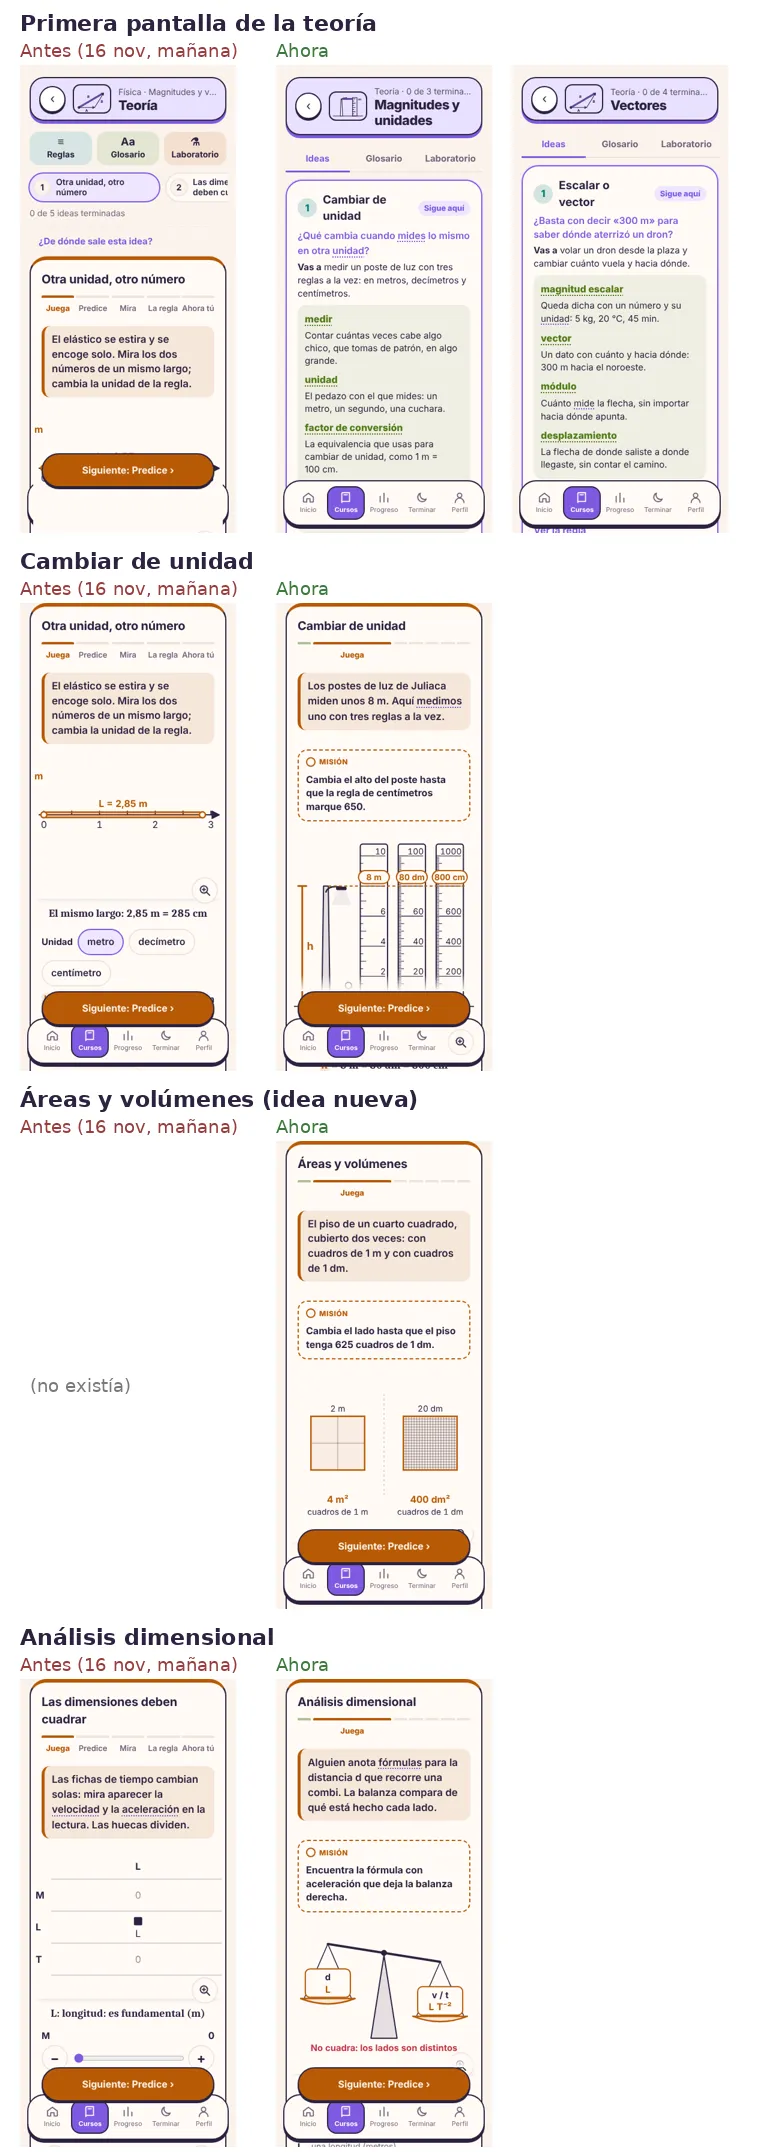 Primera pantalla de la teoría
Antes (16 nov, mañana)
Ahora
‹
Física · Magnitudes y v...
Teoría
≡
Reglas
Aa
Glosario
Laboratorio
1
Otra unidad, otro
número
2
Las dime
deben cu
0 de 5 ideas terminadas
¿De dónde sale esta idea?
Otra unidad, otro número
Juega
Predice
Mira
La regla
Ahora tú
El elástico se estira y se
encoge solo. Mira los dos
números de un mismo largo;
cambia la unidad de la regla.
m
Siguiente: Predice ›
‹
Teoría · 0 de 3 termina...
Magnitudes y
unidades
Ideas
Glosario
Laboratorio
1
Cambiar de
unidad
Sigue aquí
¿Qué cambia cuando mides lo mismo
en otra unidad?
Vas a medir un poste de luz con tres
reglas a la vez: en metros, decímetros y
centímetros.
medir
Contar cuántas veces cabe algo
chico, que tomas de patrón, en algo
grande.
unidad
El pedazo con el que mides: un
metro, un segundo, una cuchara.
factor de conversión
La equivalencia que usas para
cambiar de unidad, como 1 m =
100 cm.
Inicio
Cursos
Progreso
Terminar
Perfil
‹
Teoría · 0 de 4 termina...
Vectores
Ideas
Glosario
Laboratorio
1
Escalar o
vector
Sigue aquí
¿Basta con decir «300 m» para
saber dónde aterrizó un dron?
Vas a volar un dron desde la plaza y
cambiar cuánto vuela y hacia dónde.
magnitud escalar
Queda dicha con un número y su
unidad: 5 kg, 20 °C, 45 min.
vector
Un dato con cuánto y hacia dónde:
300 m hacia el noroeste.
módulo
Cuánto mide la flecha, sin importar
hacia dónde apunta.
desplazamiento
La flecha de donde saliste a donde
llegaste, sin contar el camino.
Inicio
Cursos
Progreso
Terminar
Perfil
Ver la regla
Cambiar de unidad
Antes (16 nov, mañana)
Ahora
Otra unidad, otro número
Juega
Predice
Mira
La regla
Ahora tú
El elástico se estira y se
encoge solo. Mira los dos
números de un mismo largo;
cambia la unidad de la regla.
m
L = 2,85 m
0
1
2
3
El mismo largo: 2,85 m = 285 cm
Unidad
metro
decímetro
centímetro
Siguiente: Predice ›
Inicio
Cursos
Progreso
Terminar
Perfil
Cambiar de unidad
Juega
Los postes de luz de Juliaca
miden unos 8 m. Aquí medimos
uno con tres reglas a la vez.
MISIÓN
Cambia el alto del poste hasta
que la regla de centímetros
marque 650.
10
100
1000
8 m
80 dm
800 cm
6
60
600
h
4
40
400
2
20
200
Siguiente: Predice ›
Inicio
Cursos
Progreso
Terminar
Áreas y volúmenes (idea nueva)
Antes (16 nov, mañana)
Ahora
(no existía)
Áreas y volúmenes
Juega
El piso de un cuarto cuadrado,
cubierto dos veces: con
cuadros de 1 m y con cuadros
de 1 dm.
MISIÓN
Cambia el lado hasta que el piso
tenga 625 cuadros de 1 dm.
2 m
20 dm
4 m²
400 dm²
cuadros de 1 m
cuadros de 1 dm
Siguiente: Predice ›
Inicio
Cursos
Progreso
Terminar
Perfil
Análisis dimensional
Antes (16 nov, mañana)
Ahora
Las dimensiones deben
cuadrar
Juega
Predice
Mira
La regla
Ahora tú
Las fichas de tiempo cambian
solas: mira aparecer la
velocidad y la aceleración en la
lectura. Las huecas dividen.
L
M
0
L
L
T
0
L: longitud: es fundamental (m)
M
0
−
+
Siguiente: Predice ›
Inicio
Cursos
Progreso
Terminar
Perfil
Análisis dimensional
Juega
Alguien anota fórmulas para la
distancia d que recorre una
combi. La balanza compara de
qué está hecho cada lado.
MISIÓN
Encuentra la fórmula con
aceleración que deja la balanza
derecha.
d
L
v / t
L T⁻²
No cuadra: los lados son distintos
Siguiente: Predice ›
Inicio
Cursos
Progreso
Terminar
Perfil